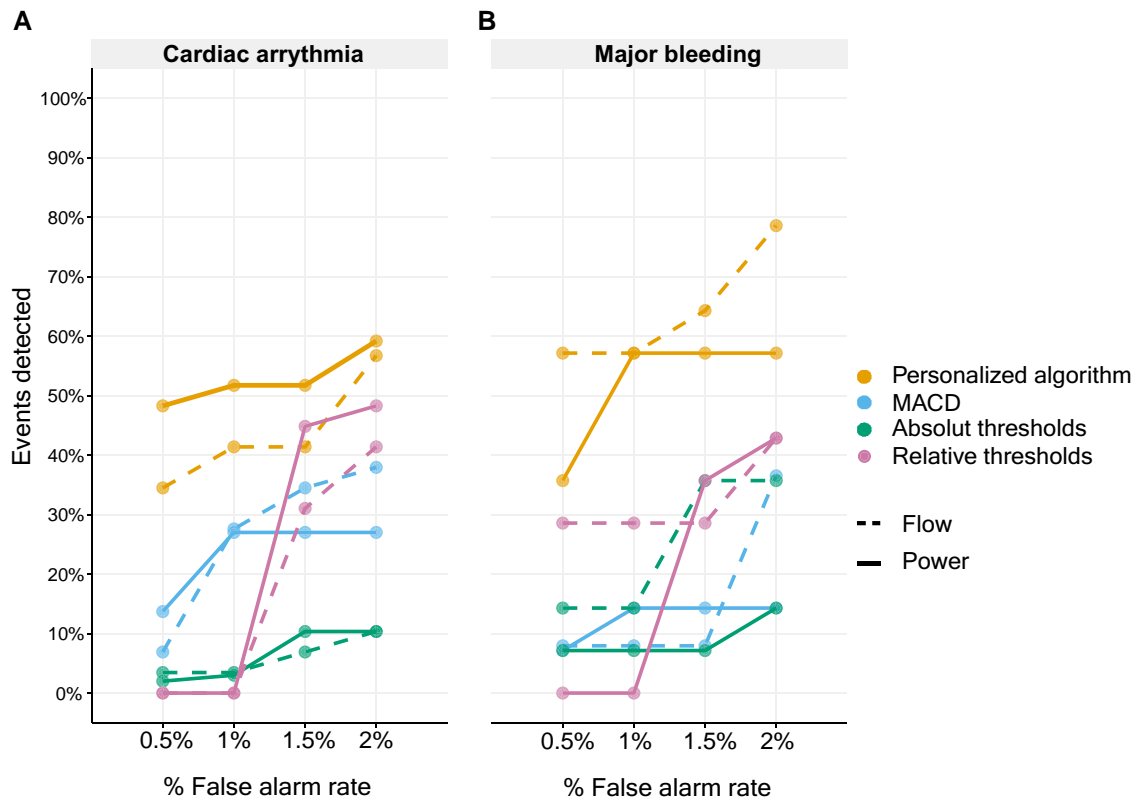 A
B
Cardiac arrythmia
Major bleeding
Events detected
100%
90%
80%
70%
60%
50%
40%
30%
20%
10%
0%
0.5% 1% 1.5% 2%
0.5% 1% 1.5% 2%
% False alarm rate
% False alarm rate
Personalized algorithm
MACD
Absolut thresholds
Relative thresholds
Flow
Power